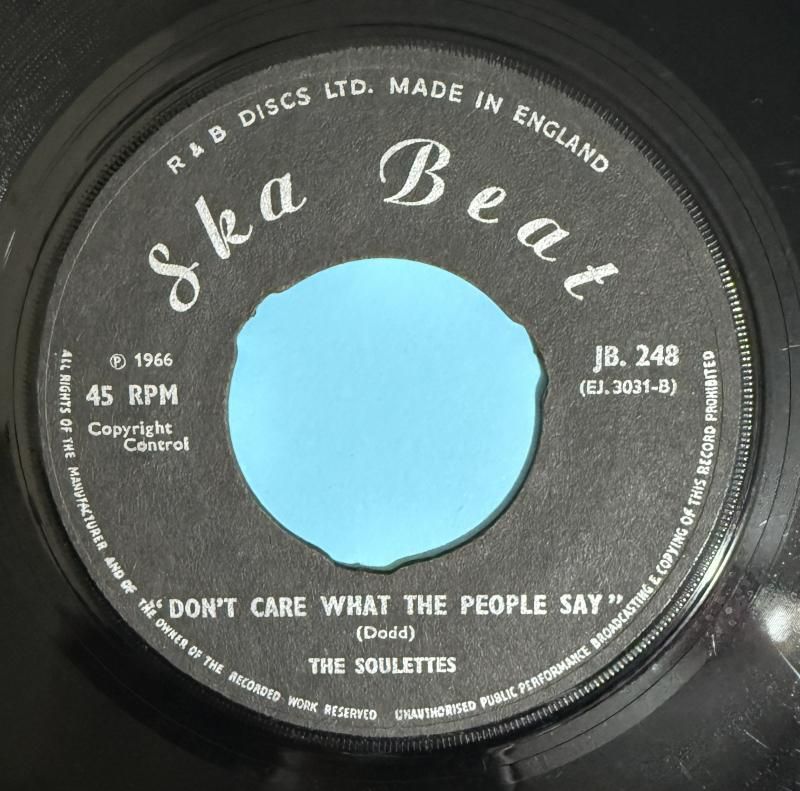 R & B DISCS LTD. MADE IN ENGLAND
Ska Beat
℗ 1966
45 RPM
Copyright
Control
JB. 248
(EJ. 3031-B)
"DON'T CARE WHAT THE PEOPLE SAY"
(Dodd)
THE SOULETTES
ALL RIGHTS OF THE MANUFACTURER AND OF THE OWNER OF THE RECORDED WORK RESERVED UNAUTHORISED PUBLIC PERFORMANCE BROADCASTING & COPYING OF THIS RECORD PROHIBITED